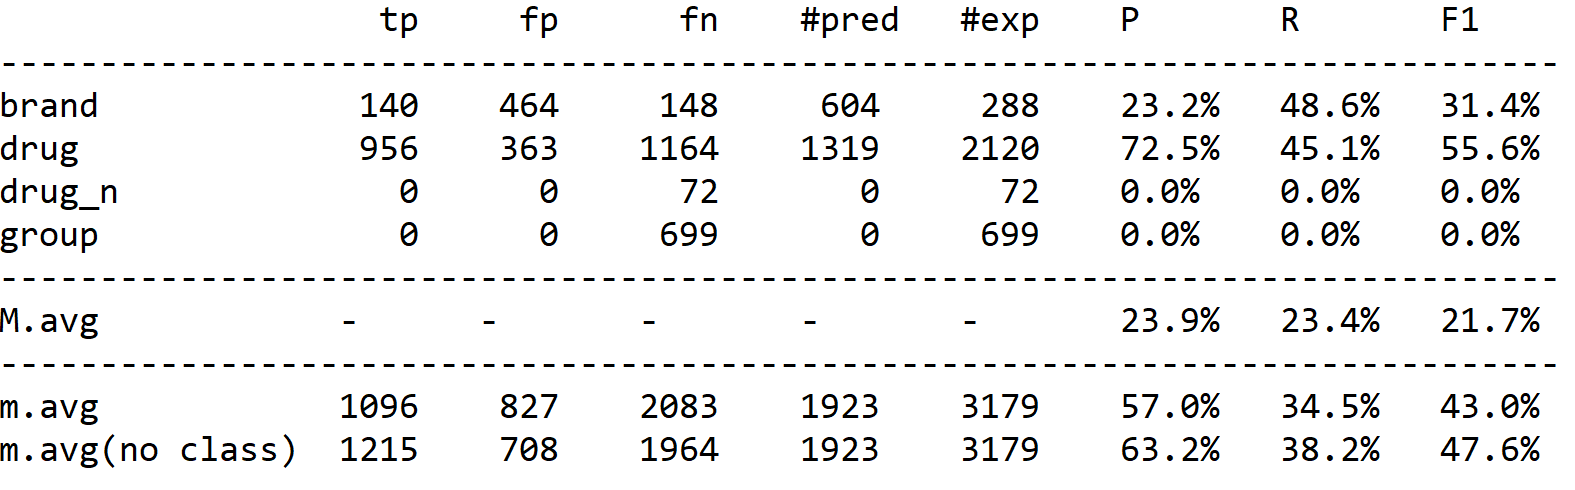 tp     fp      fn    #pred   #exp    P       R       F1
------------------------------------------------------------------------------
brand             140    464     148     604     288    23.2%   48.6%   31.4%
drug              956    363    1164    1319    2120    72.5%   45.1%   55.6%
drug_n              0      0      72       0      72    0.0%    0.0%    0.0%
group               0      0     699       0     699    0.0%    0.0%    0.0%
------------------------------------------------------------------------------
M.avg            -      -       -       -       -       23.9%   23.4%   21.7%
------------------------------------------------------------------------------
m.avg            1096    827    2083    1923    3179    57.0%   34.5%   43.0%
m.avg(no class)  1215    708    1964    1923    3179    63.2%   38.2%   47.6%